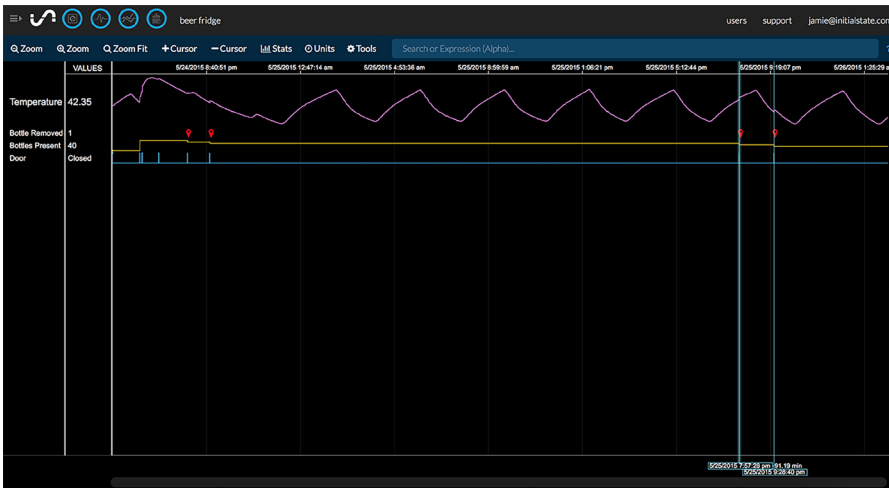 beer fridge
users support jamie@initialstate.com
Zoom Zoom Zoom Fit +Cursor −Cursor Stats Units Tools Search or Expression (Alpha)...
VALUES 5/24/2015 8:40:51 pm 5/25/2015 12:47:14 am 5/25/2015 4:53:36 am 5/25/2015 8:59:59 am 5/25/2015 1:06:21 pm 5/25/2015 5:12:44 pm 5/25/2015 9:19:07 pm 5/26/2015 1:25:29 a
Temperature 42.35
Bottle Removed 1
Bottles Present 40
Door Closed
5/25/2015 7:57:28 pm 91.19 min
5/25/2015 9:28:40 pm